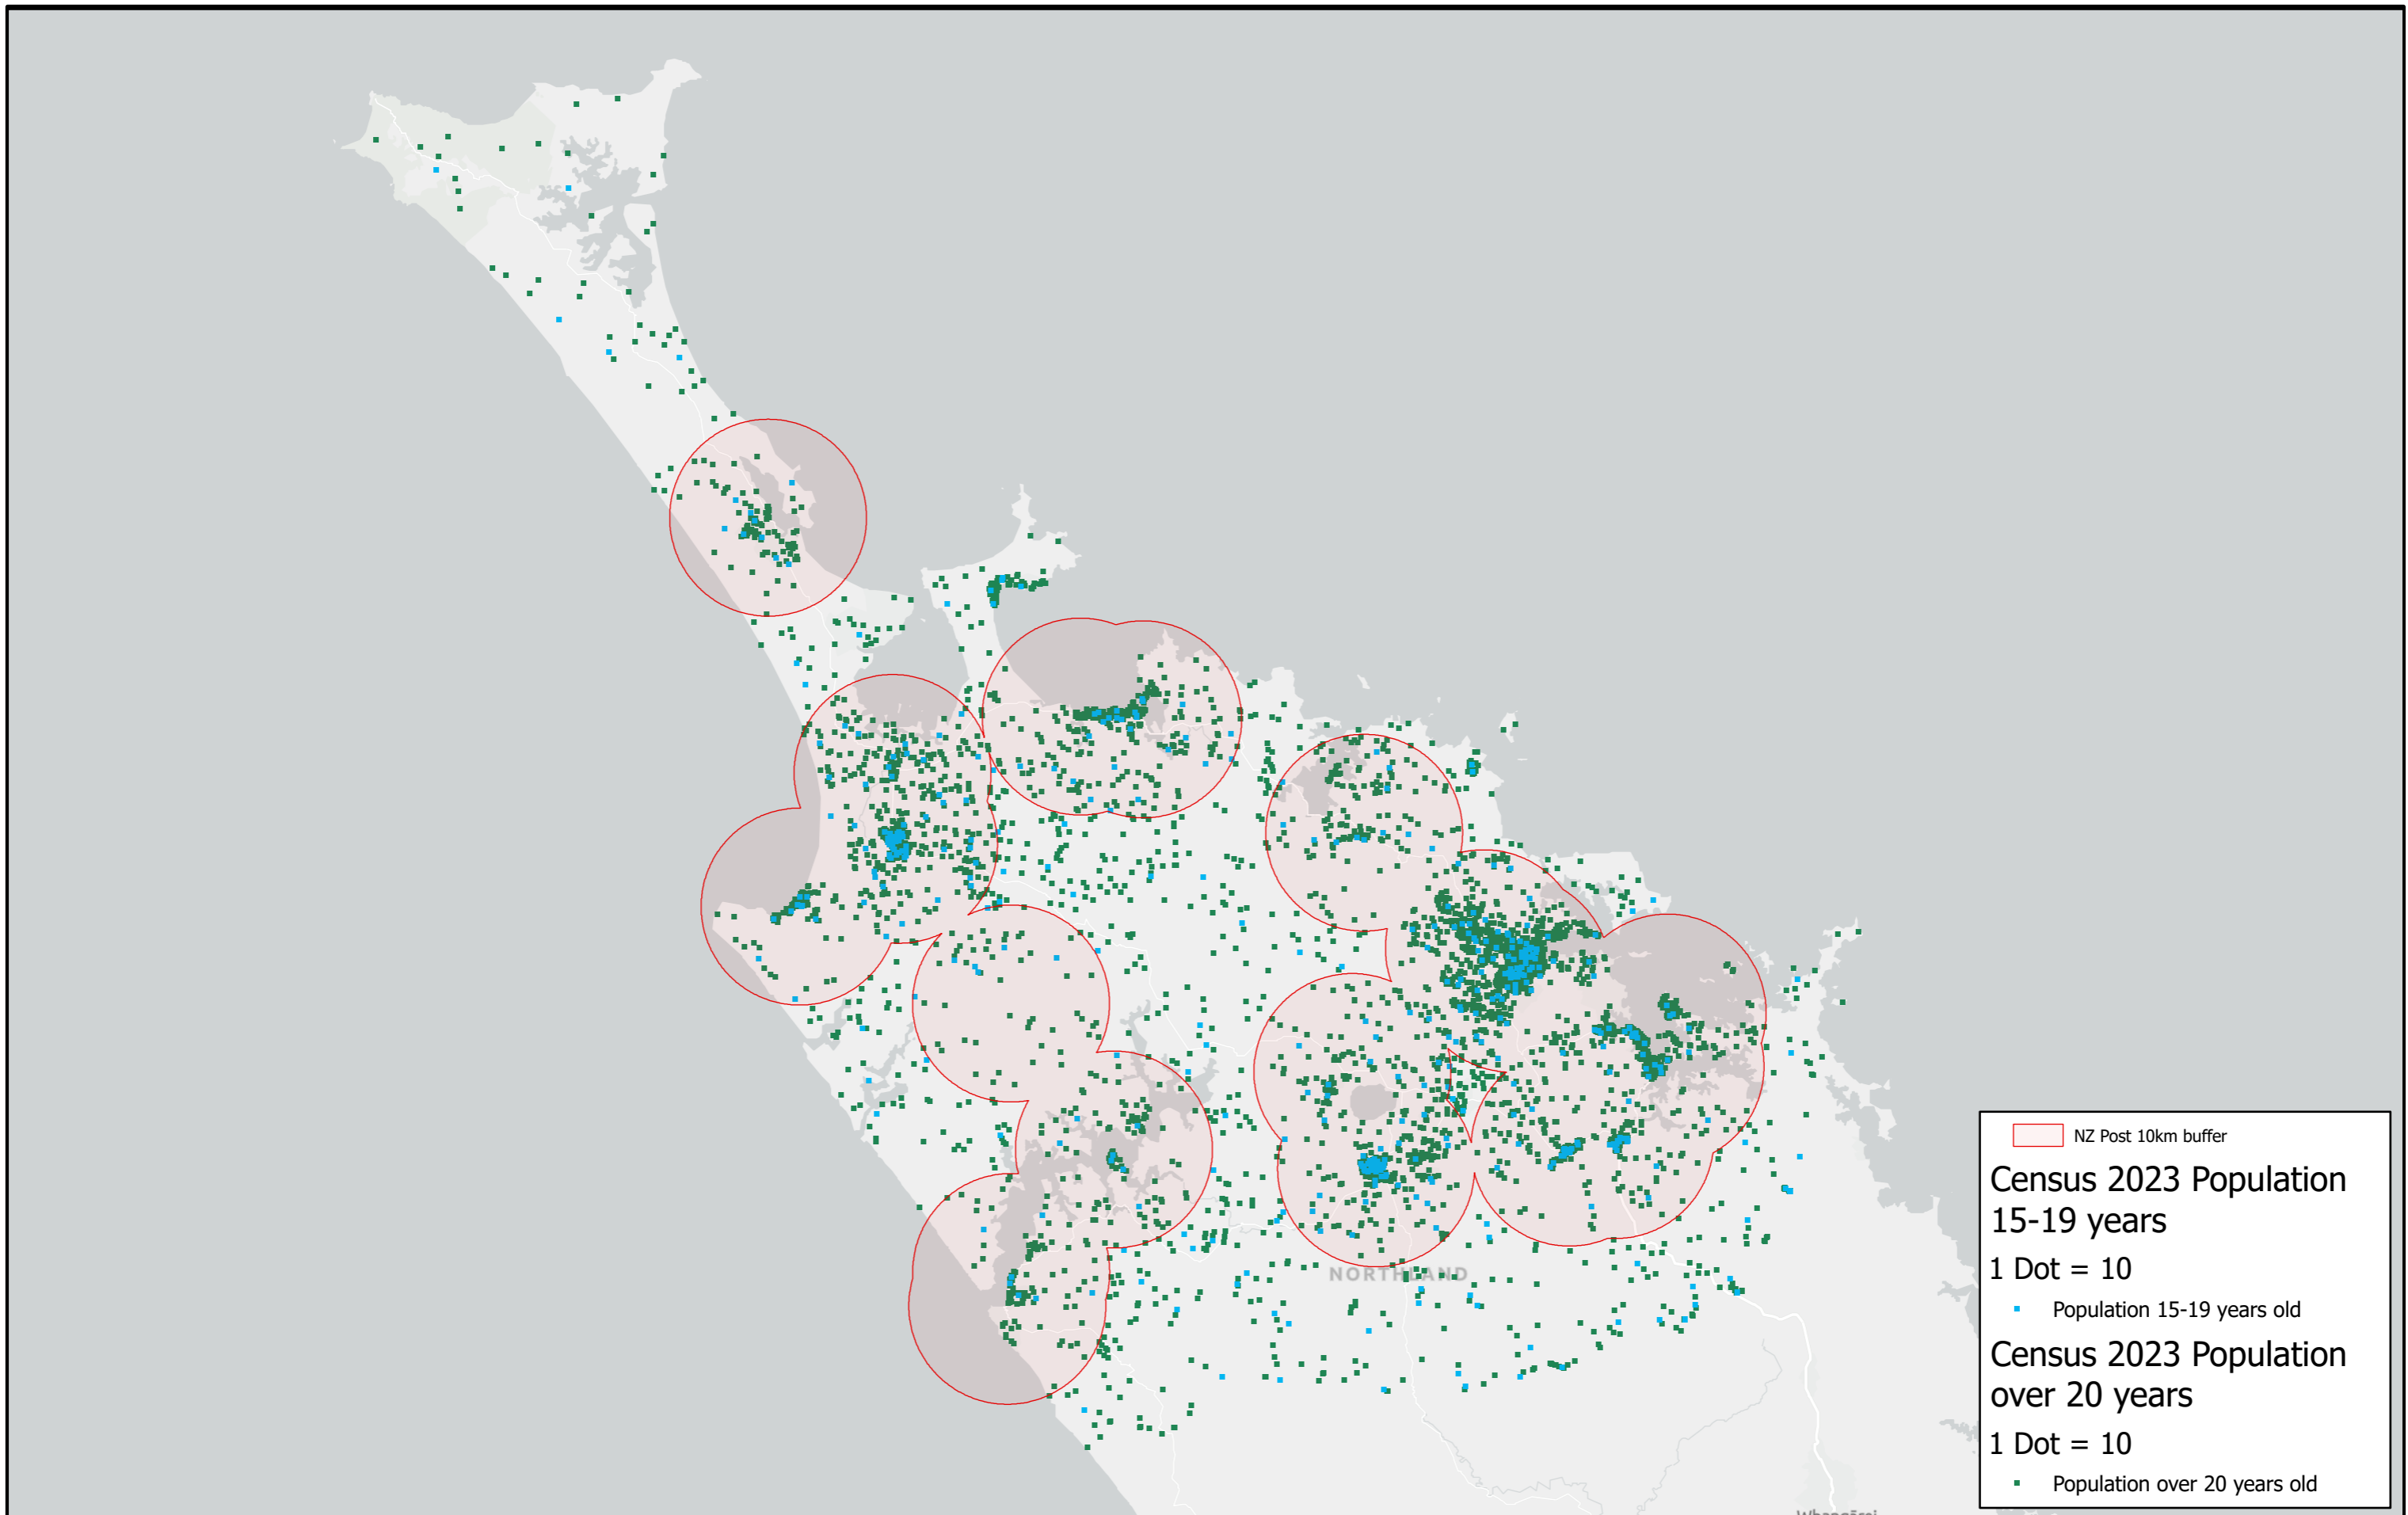 NORTHLAND
NZ Post 10km buffer
Census 2023 Population
15-19 years
1 Dot = 10
Population 15-19 years old
Census 2023 Population
over 20 years
1 Dot = 10
Population over 20 years old
Whangārei